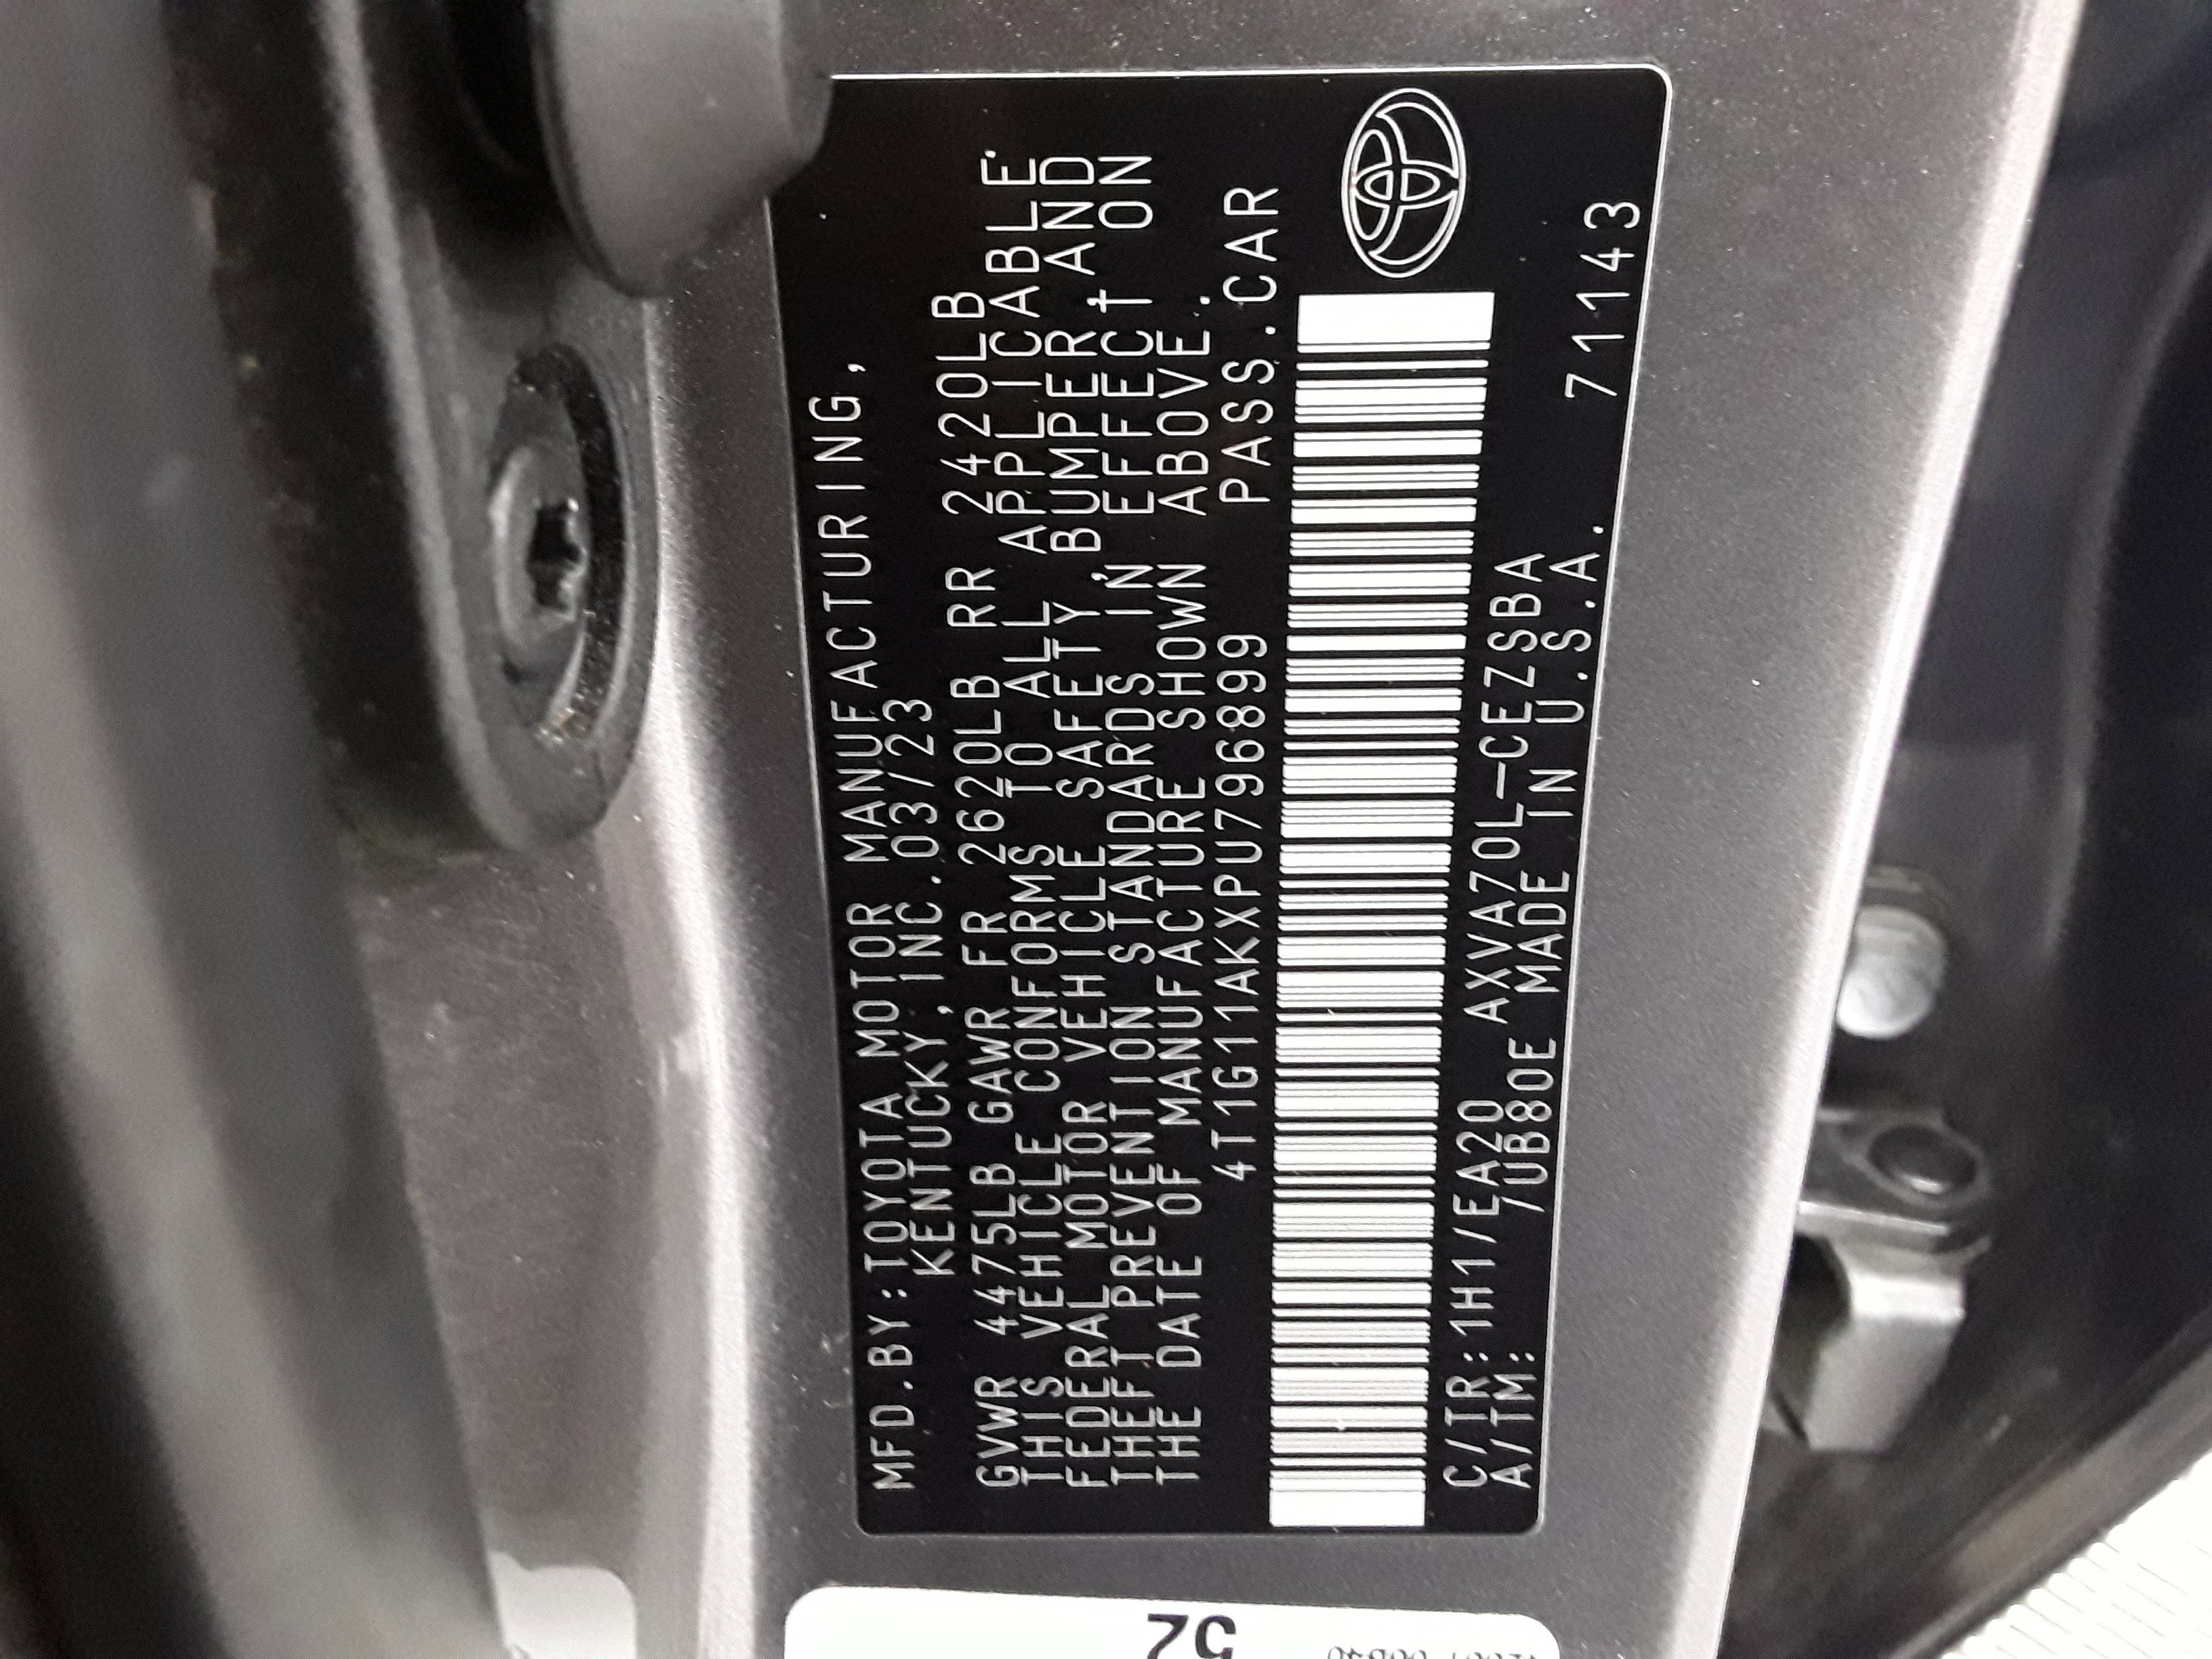 MFD.BY:TOYOTA MOTOR MANUFACTURING,
KENTUCKY, INC. 03/23
GVWR 4475LB GAWR FR 2620LB RR 2420LB
THIS VEHICLE CONFORMS TO ALL APPLICABLE
FEDERAL MOTOR VEHICLE SAFETY, BUMPER, AND
THEFT PREVENTION STANDARDS IN EFFECT ON
THE DATE OF MANUFACTURE SHOWN ABOVE.
4T1G11AKXPU796899 PASS.CAR
C/TR:1H1/EA20 AXVA70L-CEZSBA
A/TM: /UB80E MADE IN U.S.A. 71143
52